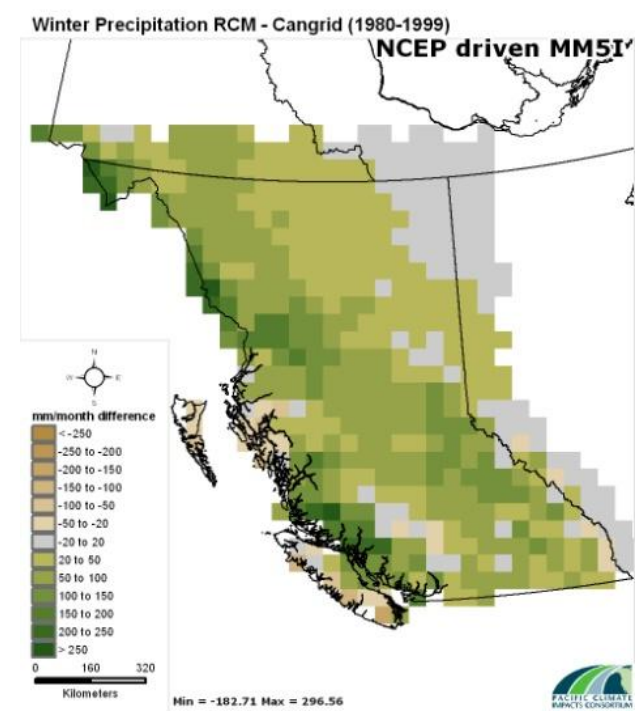 Winter Precipitation RCM - Cangrid (1980-1999)
NCEP driven MM5I
N
W E
S
mm/month difference
< -250
-250 to -200
-200 to -150
-150 to -100
-100 to -50
-50 to -20
-20 to 20
20 to 50
50 to 100
100 to 150
150 to 200
200 to 250
> 250
0 160 320
Kilometers
Min = -182.71 Max = 296.56
PACIFIC CLIMATE
IMPACTS CONSORTIUM